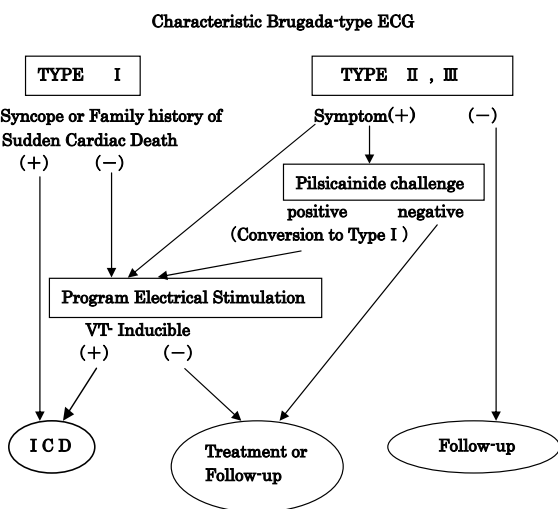 Characteristic Brugada-type ECG
TYPE Ⅰ
TYPE Ⅱ , Ⅲ
Syncope or Family history of
Sudden Cardiac Death
(+) (−)
Symptom(+) (−)
Pilsicainide challenge
positive negative
(Conversion to Type Ⅰ)
Program Electrical Stimulation
VT- Inducible
(+) (−)
I C D
Treatment or
Follow-up
Follow-up